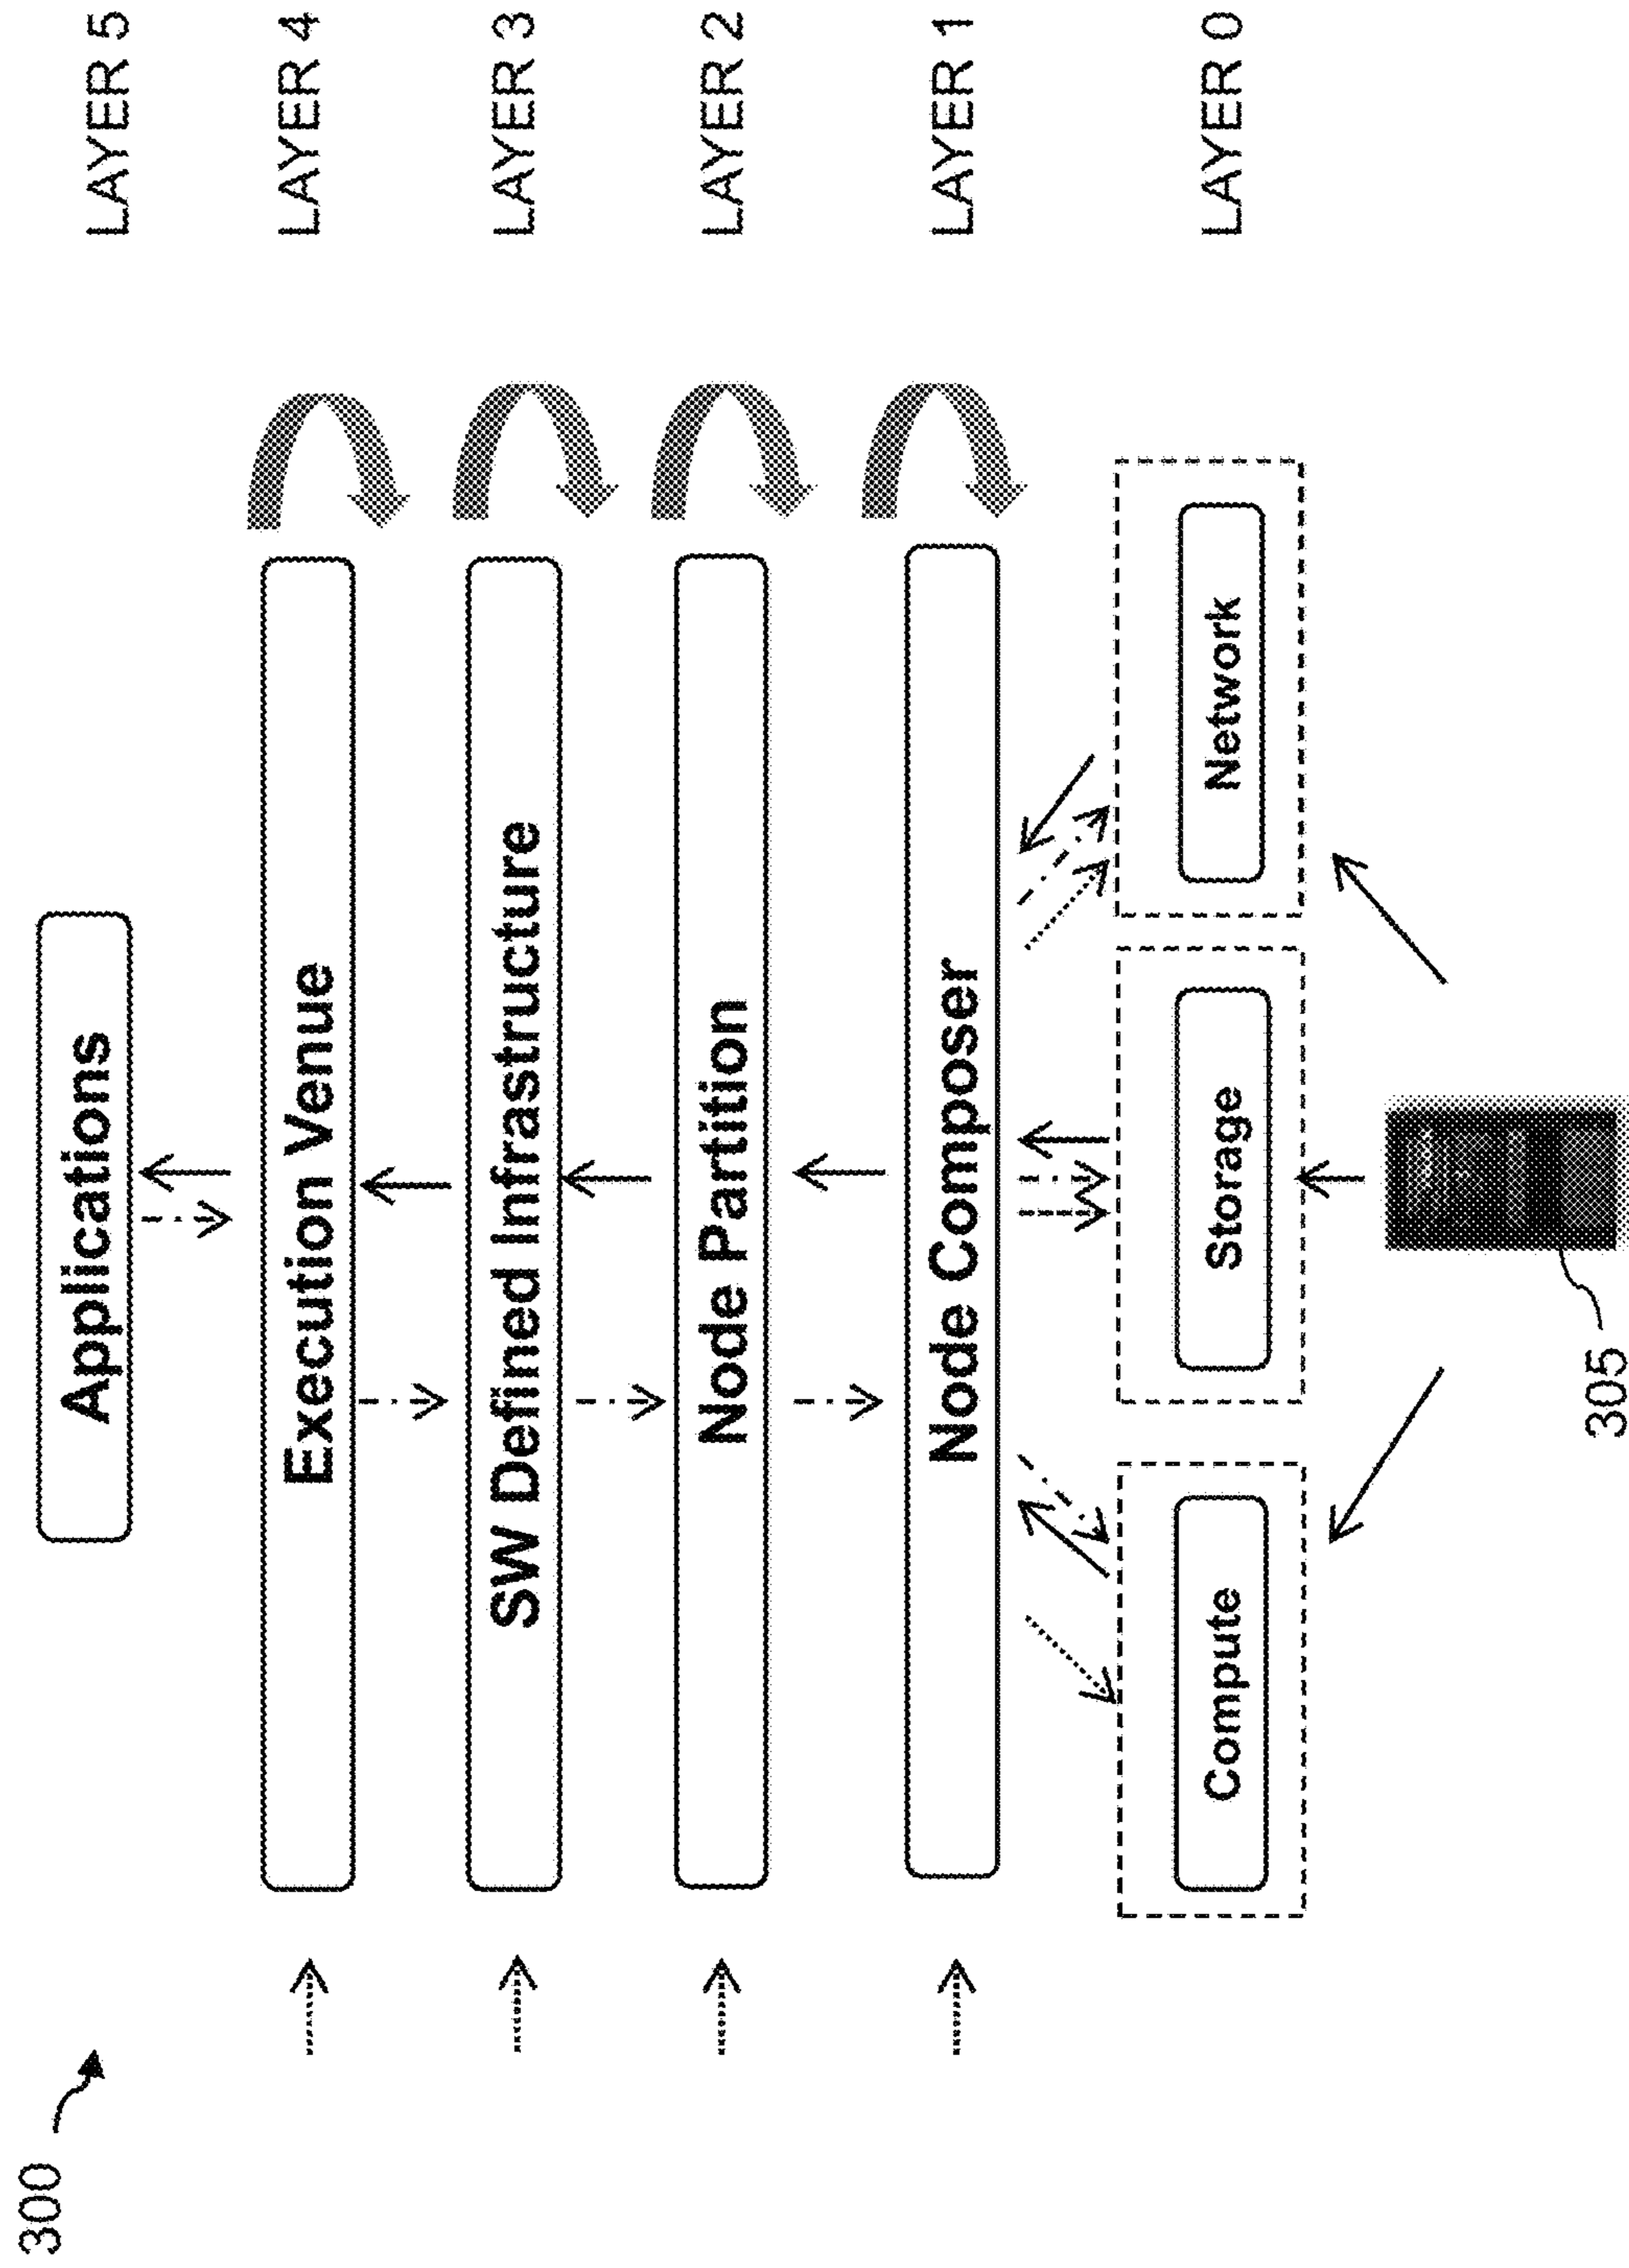 300
Applications
LAYER 5
Execution Venue
LAYER 4
SW Defined Infrastructure
LAYER 3
Node Partition
LAYER 2
Node Composer
LAYER 1
Compute
Storage
Network
LAYER 0
305